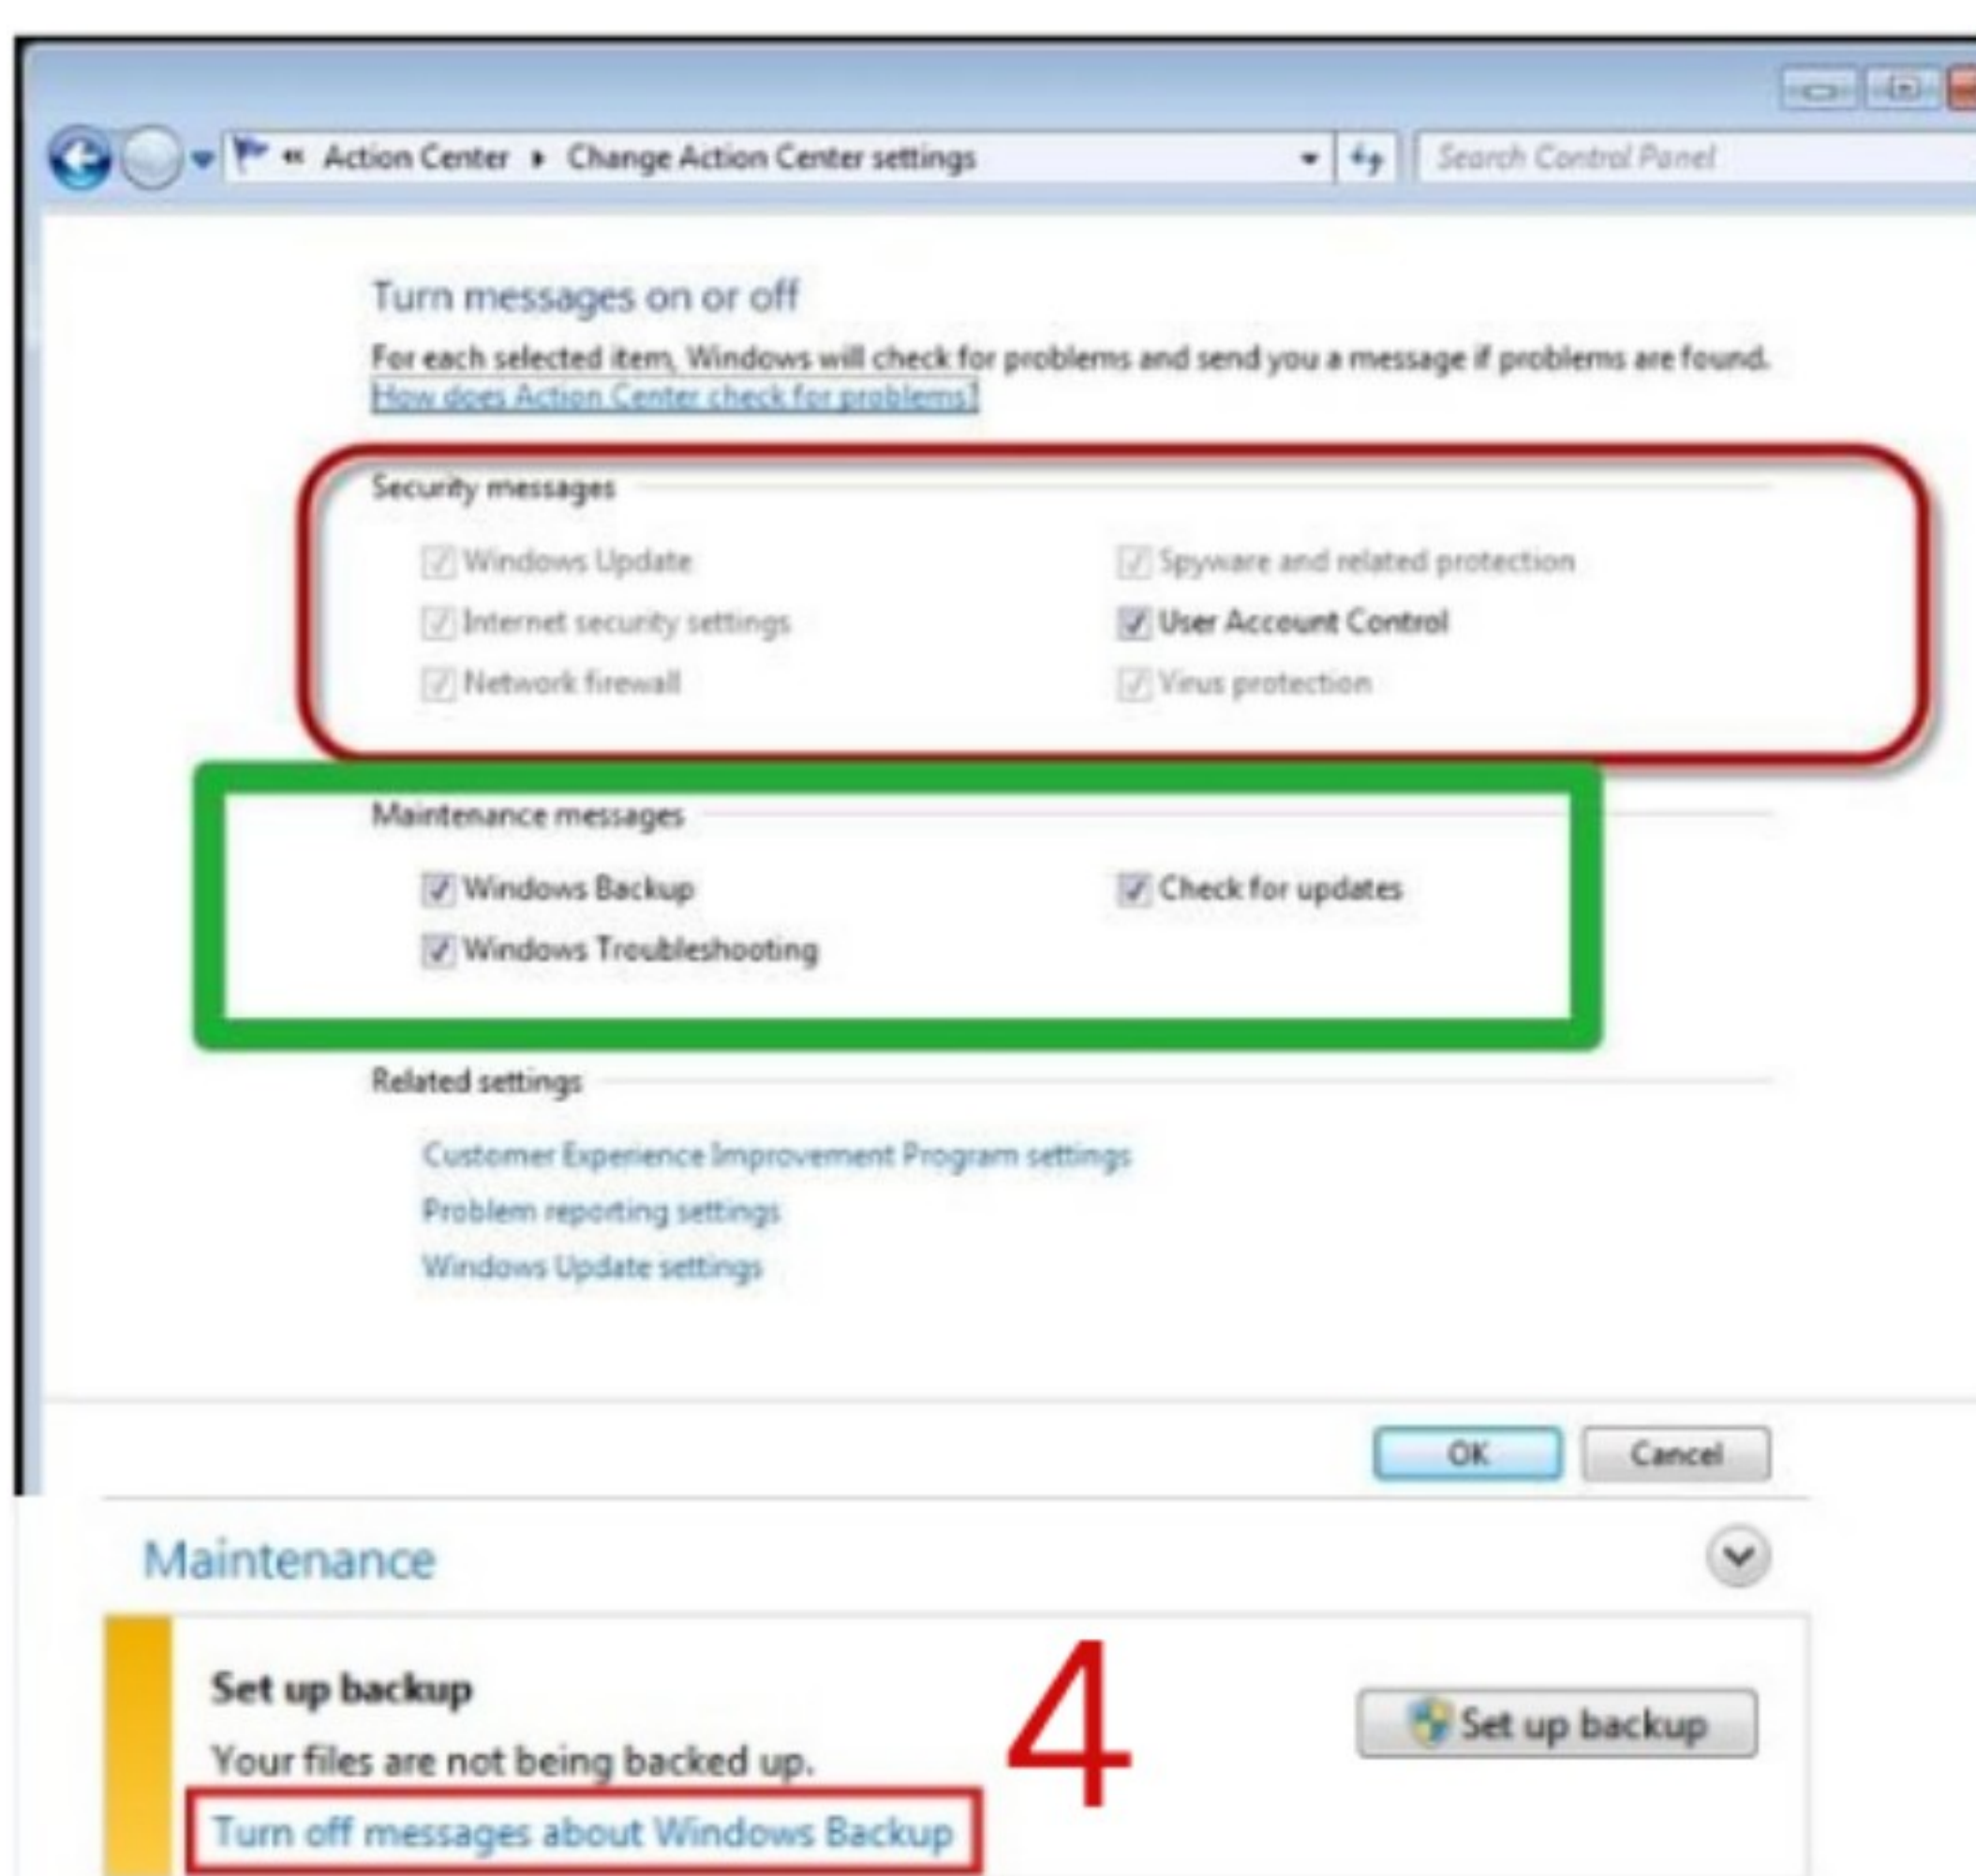 « Action Center ▸ Change Action Center settings
Search Control Panel
Turn messages on or off
For each selected item, Windows will check for problems and send you a message if problems are found.
How does Action Center check for problems?
Security messages
Windows Update
Spyware and related protection
Internet security settings
User Account Control
Network firewall
Virus protection
Maintenance messages
Windows Backup
Check for updates
Windows Troubleshooting
Related settings
Customer Experience Improvement Program settings
Problem reporting settings
Windows Update settings
OK
Cancel
Maintenance
Set up backup
4
Set up backup
Your files are not being backed up.
Turn off messages about Windows Backup